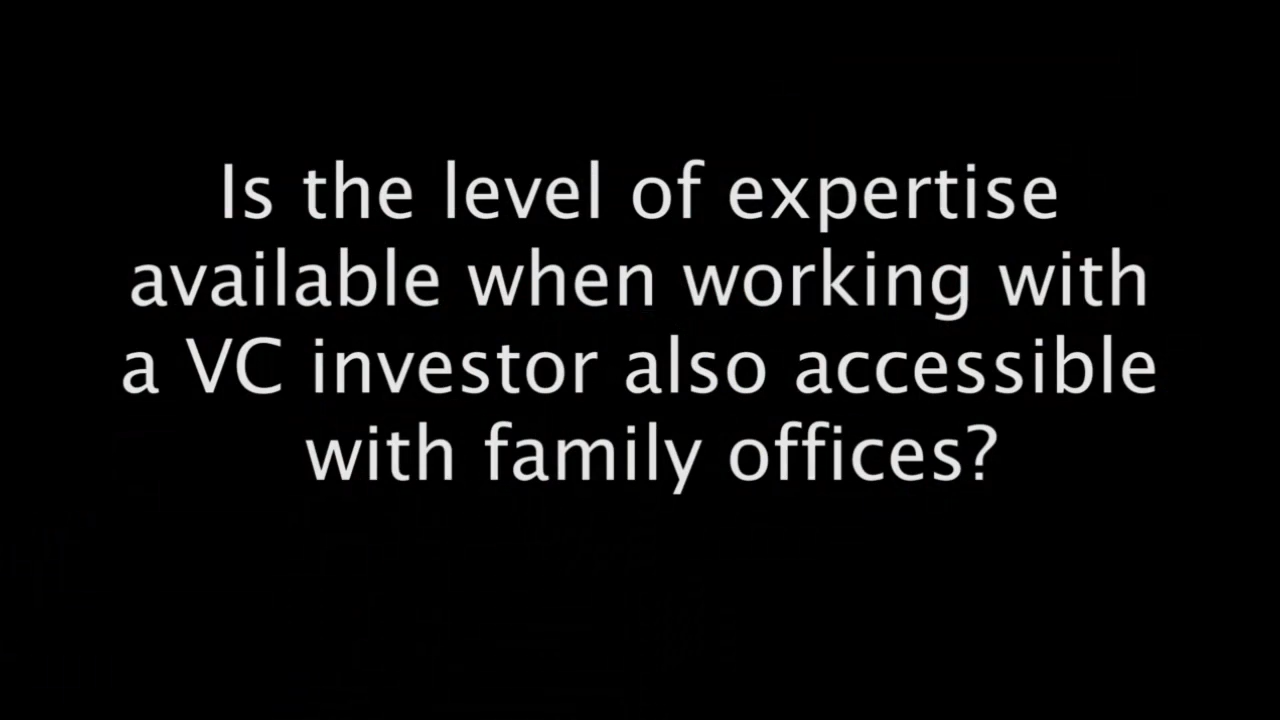 Is the level of expertise
available when working with
a VC investor also accessible
with family offices?